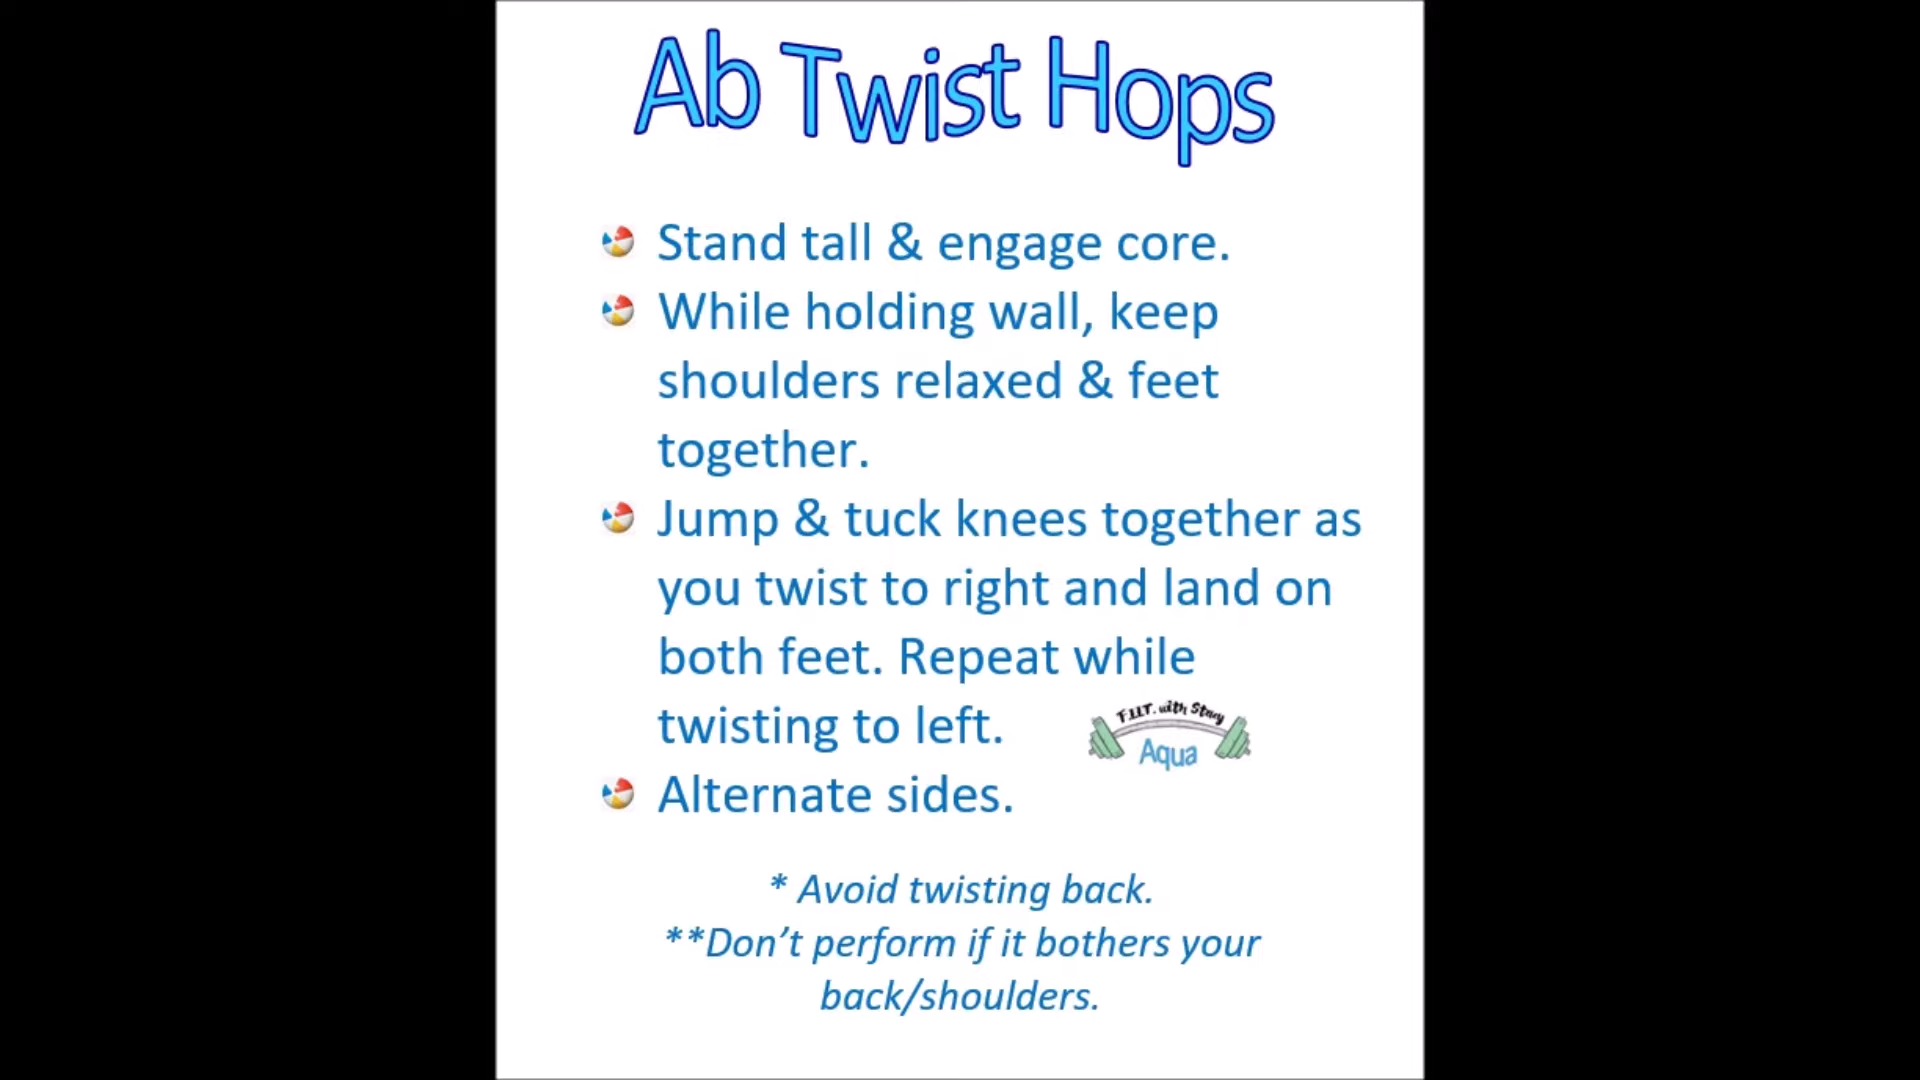 Ab Twist Hops
Stand tall & engage core.
While holding wall, keep
shoulders relaxed & feet
together.
Jump & tuck knees together as
you twist to right and land on
both feet. Repeat while
twisting to left.
F.I.I.T. with Stacy
Aqua
Alternate sides.
* Avoid twisting back.
**Don’t perform if it bothers your
back/shoulders.